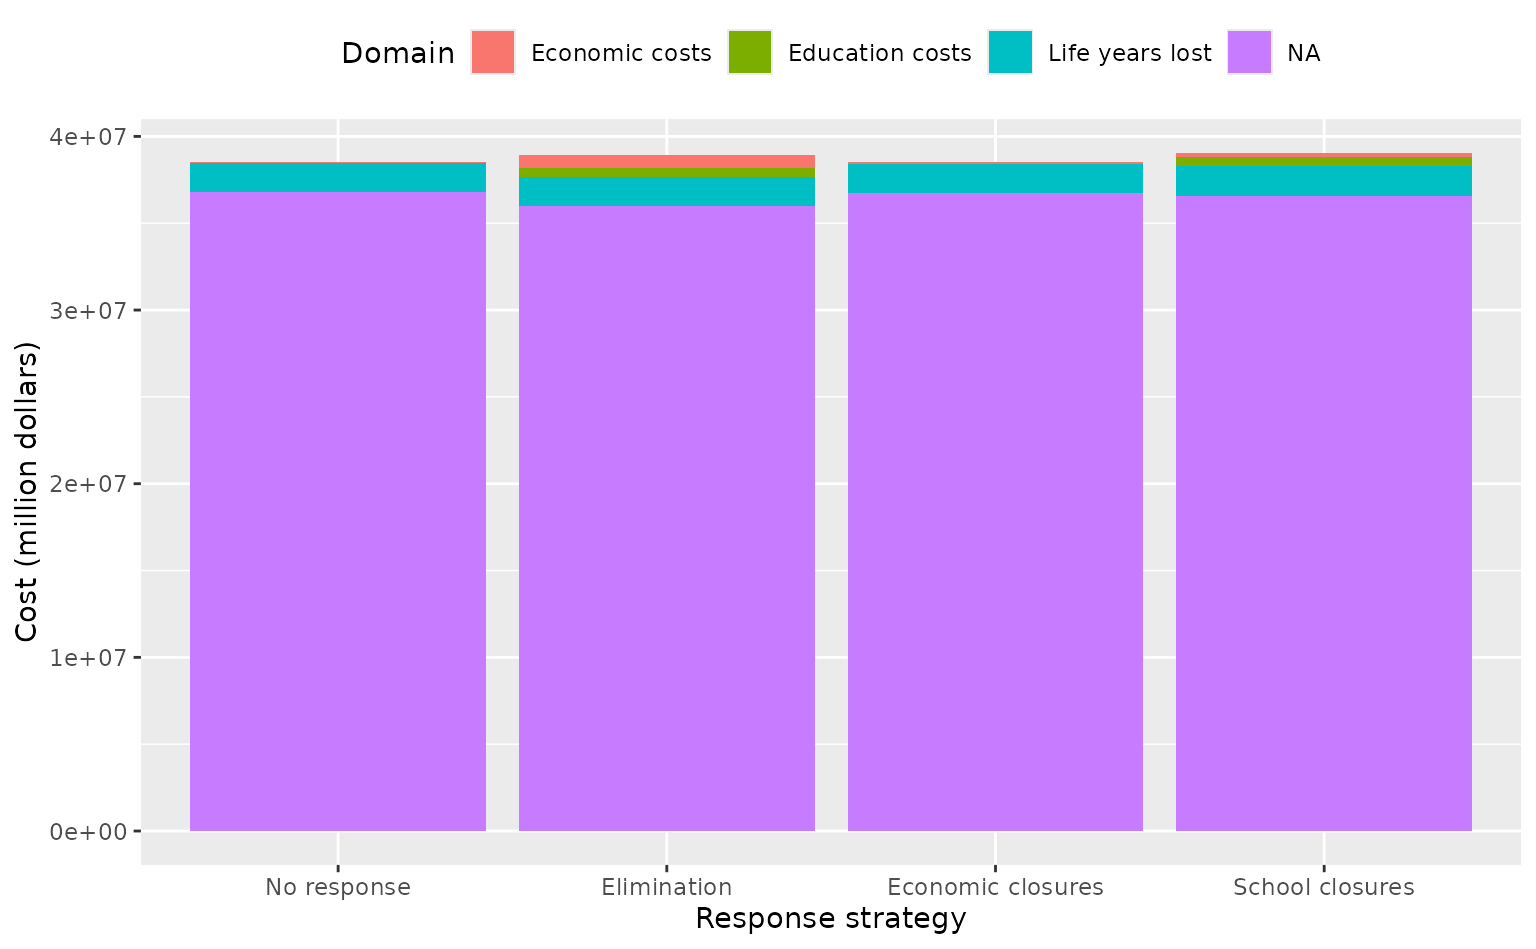 Domain Economic costs Education costs Life years lost NA
Cost (million dollars)
4e+07
3e+07
2e+07
1e+07
0e+00
No response Elimination Economic closures School closures
Response strategy